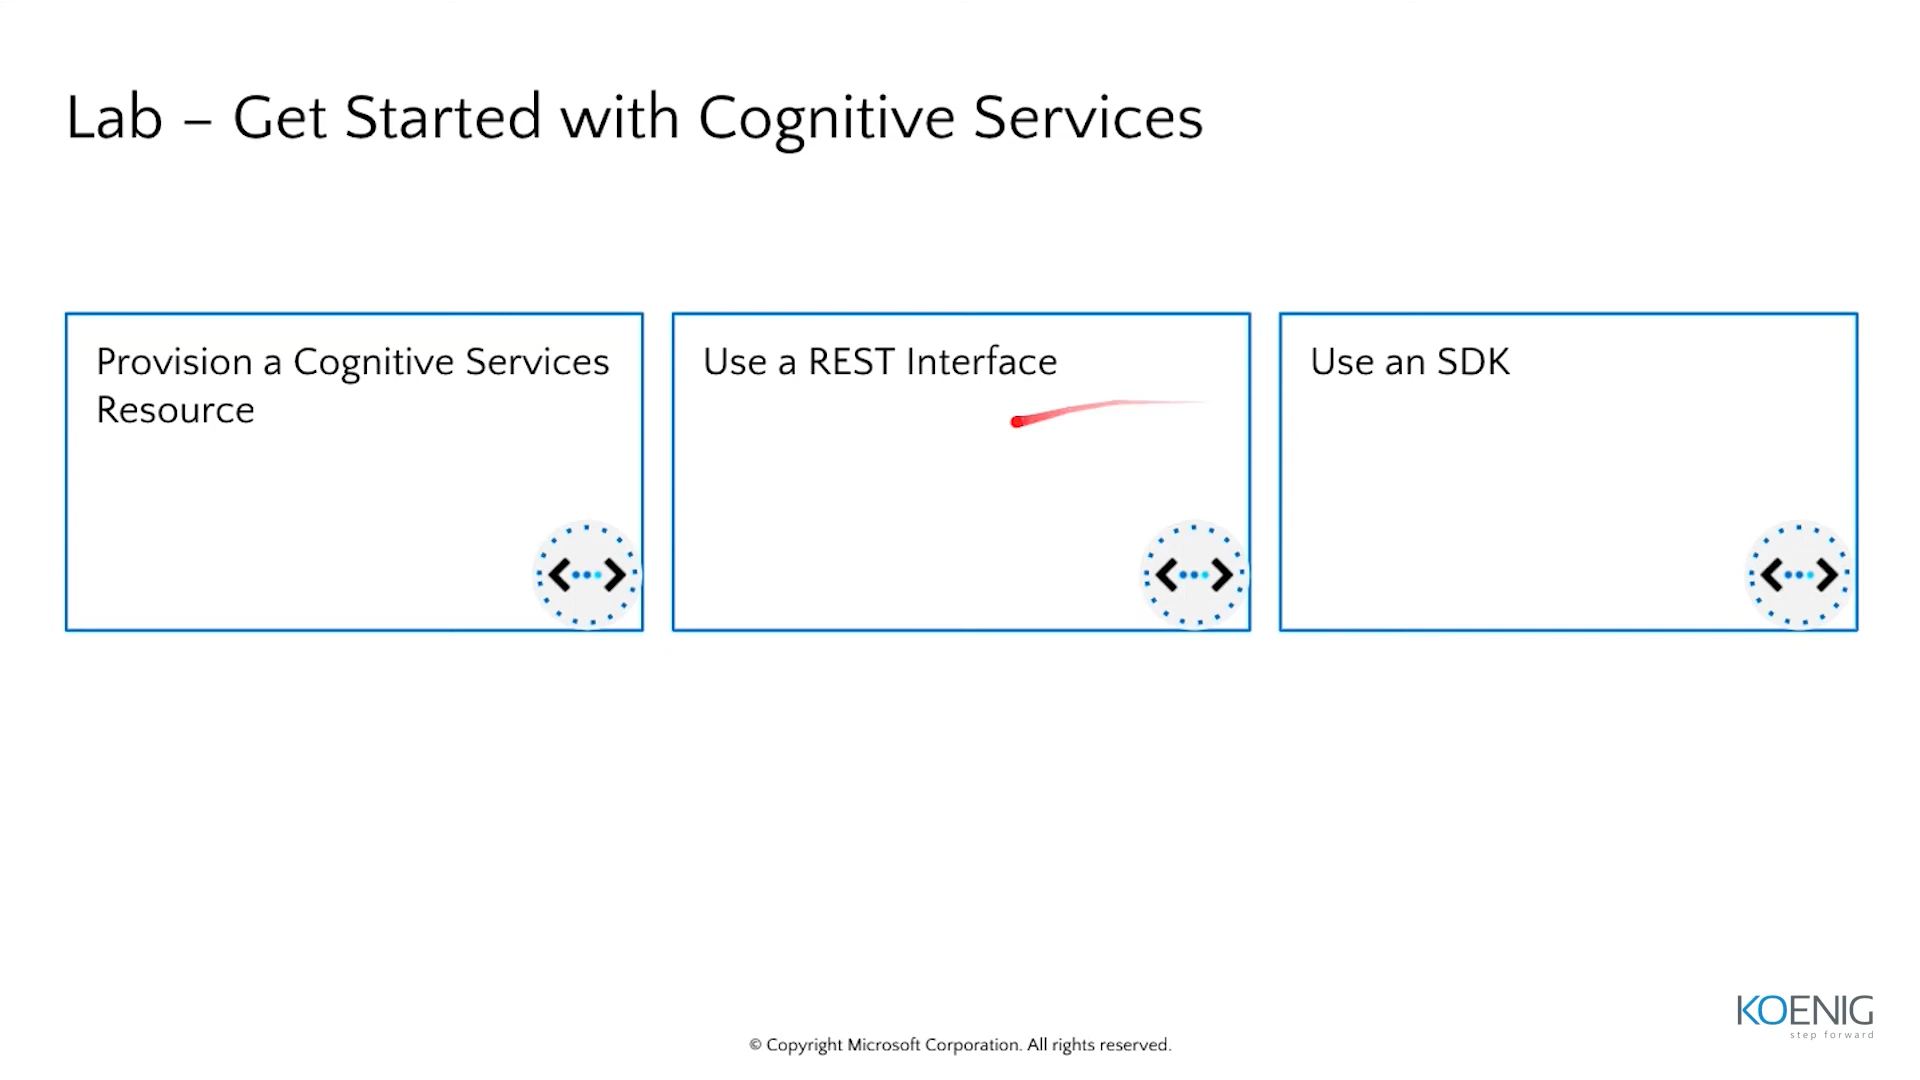 Lab – Get Started with Cognitive Services
Provision a Cognitive Services
Resource
Use a REST Interface
Use an SDK
KOENIG
step forward
© Copyright Microsoft Corporation. All rights reserved.